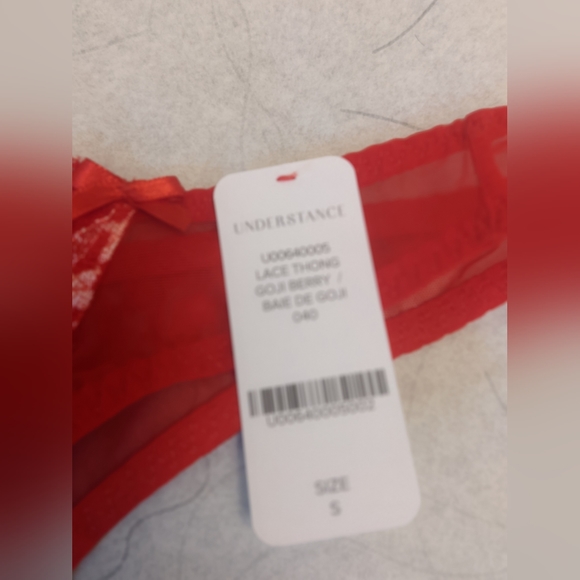 UNDERSTANCE
U00640005
LACE THONG
GOJI BERRY /
BAIE DE GOJI
040
U00640005002
SIZE
S